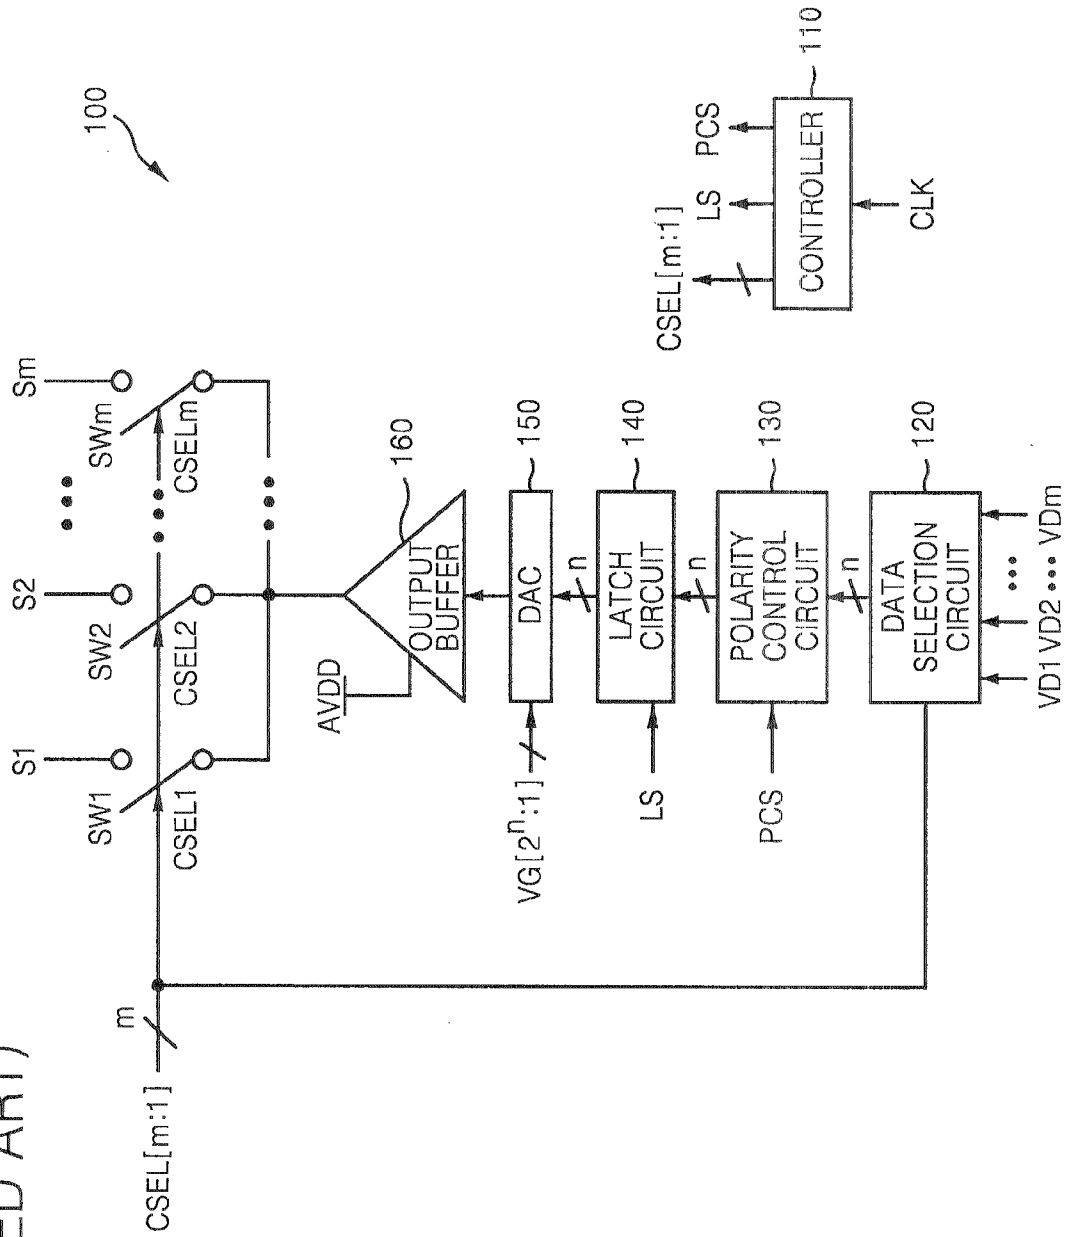 ED ART)
100
S1
S2
Sm
SW1
SW2
SWm
CSEL[m:1]
m
CSEL1
CSEL2
CSELm
AVDD
OUTPUT
BUFFER
160
VG[2^n:1]
DAC
150
n
LS
LATCH
CIRCUIT
140
n
PCS
POLARITY
CONTROL
CIRCUIT
130
n
DATA
SELECTION
CIRCUIT
120
VD1 VD2 ••• VDm
CSEL[m:1]
LS
PCS
CONTROLLER
110
CLK